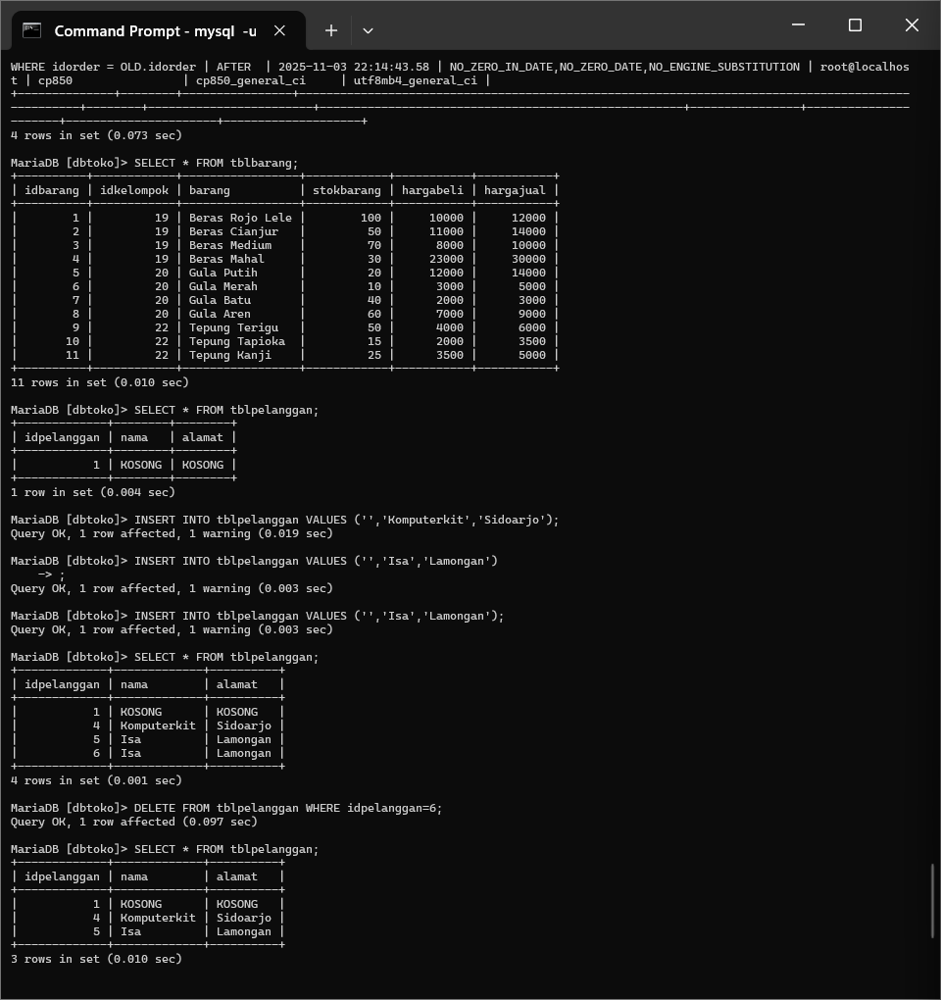 Command Prompt - mysql  -u
WHERE idorder = OLD.idorder | AFTER  | 2025-11-03 22:14:43.58 | NO_ZERO_IN_DATE,NO_ZERO_DATE,NO_ENGINE_SUBSTITUTION | root@localhos
t | cp850                | cp850_general_ci     | utf8mb4_general_ci |
4 rows in set (0.073 sec)
MariaDB [dbtoko]> SELECT * FROM tblbarang;
| idbarang | idkelompok | barang          | stokbarang | hargabeli | hargajual |
|        1 |         19 | Beras Rojo Lele |        100 |     10000 |     12000 |
|        2 |         19 | Beras Cianjur   |         50 |     11000 |     14000 |
|        3 |         19 | Beras Medium    |         70 |      8000 |     10000 |
|        4 |         19 | Beras Mahal     |         30 |     23000 |     30000 |
|        5 |         20 | Gula Putih      |         20 |     12000 |     14000 |
|        6 |         20 | Gula Merah      |         10 |      3000 |      5000 |
|        7 |         20 | Gula Batu       |         40 |      2000 |      3000 |
|        8 |         20 | Gula Aren       |         60 |      7000 |      9000 |
|        9 |         22 | Tepung Terigu   |         50 |      4000 |      6000 |
|       10 |         22 | Tepung Tapioka  |         15 |      2000 |      3500 |
|       11 |         22 | Tepung Kanji    |         25 |      3500 |      5000 |
11 rows in set (0.010 sec)
MariaDB [dbtoko]> SELECT * FROM tblpelanggan;
| idpelanggan | nama   | alamat |
|           1 | KOSONG | KOSONG |
1 row in set (0.004 sec)
MariaDB [dbtoko]> INSERT INTO tblpelanggan VALUES ('','Komputerkit','Sidoarjo');
Query OK, 1 row affected, 1 warning (0.019 sec)
MariaDB [dbtoko]> INSERT INTO tblpelanggan VALUES ('','Isa','Lamongan')
    -> ;
Query OK, 1 row affected, 1 warning (0.003 sec)
MariaDB [dbtoko]> INSERT INTO tblpelanggan VALUES ('','Isa','Lamongan');
Query OK, 1 row affected, 1 warning (0.003 sec)
MariaDB [dbtoko]> SELECT * FROM tblpelanggan;
| idpelanggan | nama        | alamat   |
|           1 | KOSONG      | KOSONG   |
|           4 | Komputerkit | Sidoarjo |
|           5 | Isa         | Lamongan |
|           6 | Isa         | Lamongan |
4 rows in set (0.001 sec)
MariaDB [dbtoko]> DELETE FROM tblpelanggan WHERE idpelanggan=6;
Query OK, 1 row affected (0.097 sec)
MariaDB [dbtoko]> SELECT * FROM tblpelanggan;
| idpelanggan | nama        | alamat   |
|           1 | KOSONG      | KOSONG   |
|           4 | Komputerkit | Sidoarjo |
|           5 | Isa         | Lamongan |
3 rows in set (0.010 sec)